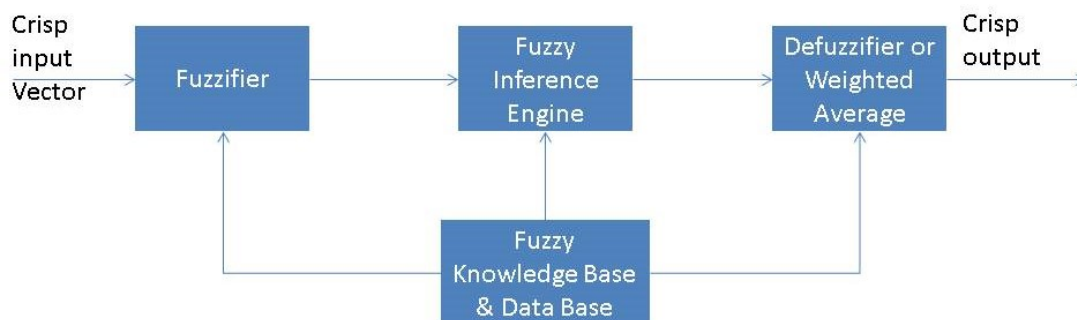 Crisp
input
Vector
Fuzzifier
Fuzzy
Inference
Engine
Defuzzifier or
Weighted
Average
Crisp
output
Fuzzy
Knowledge Base
& Data Base